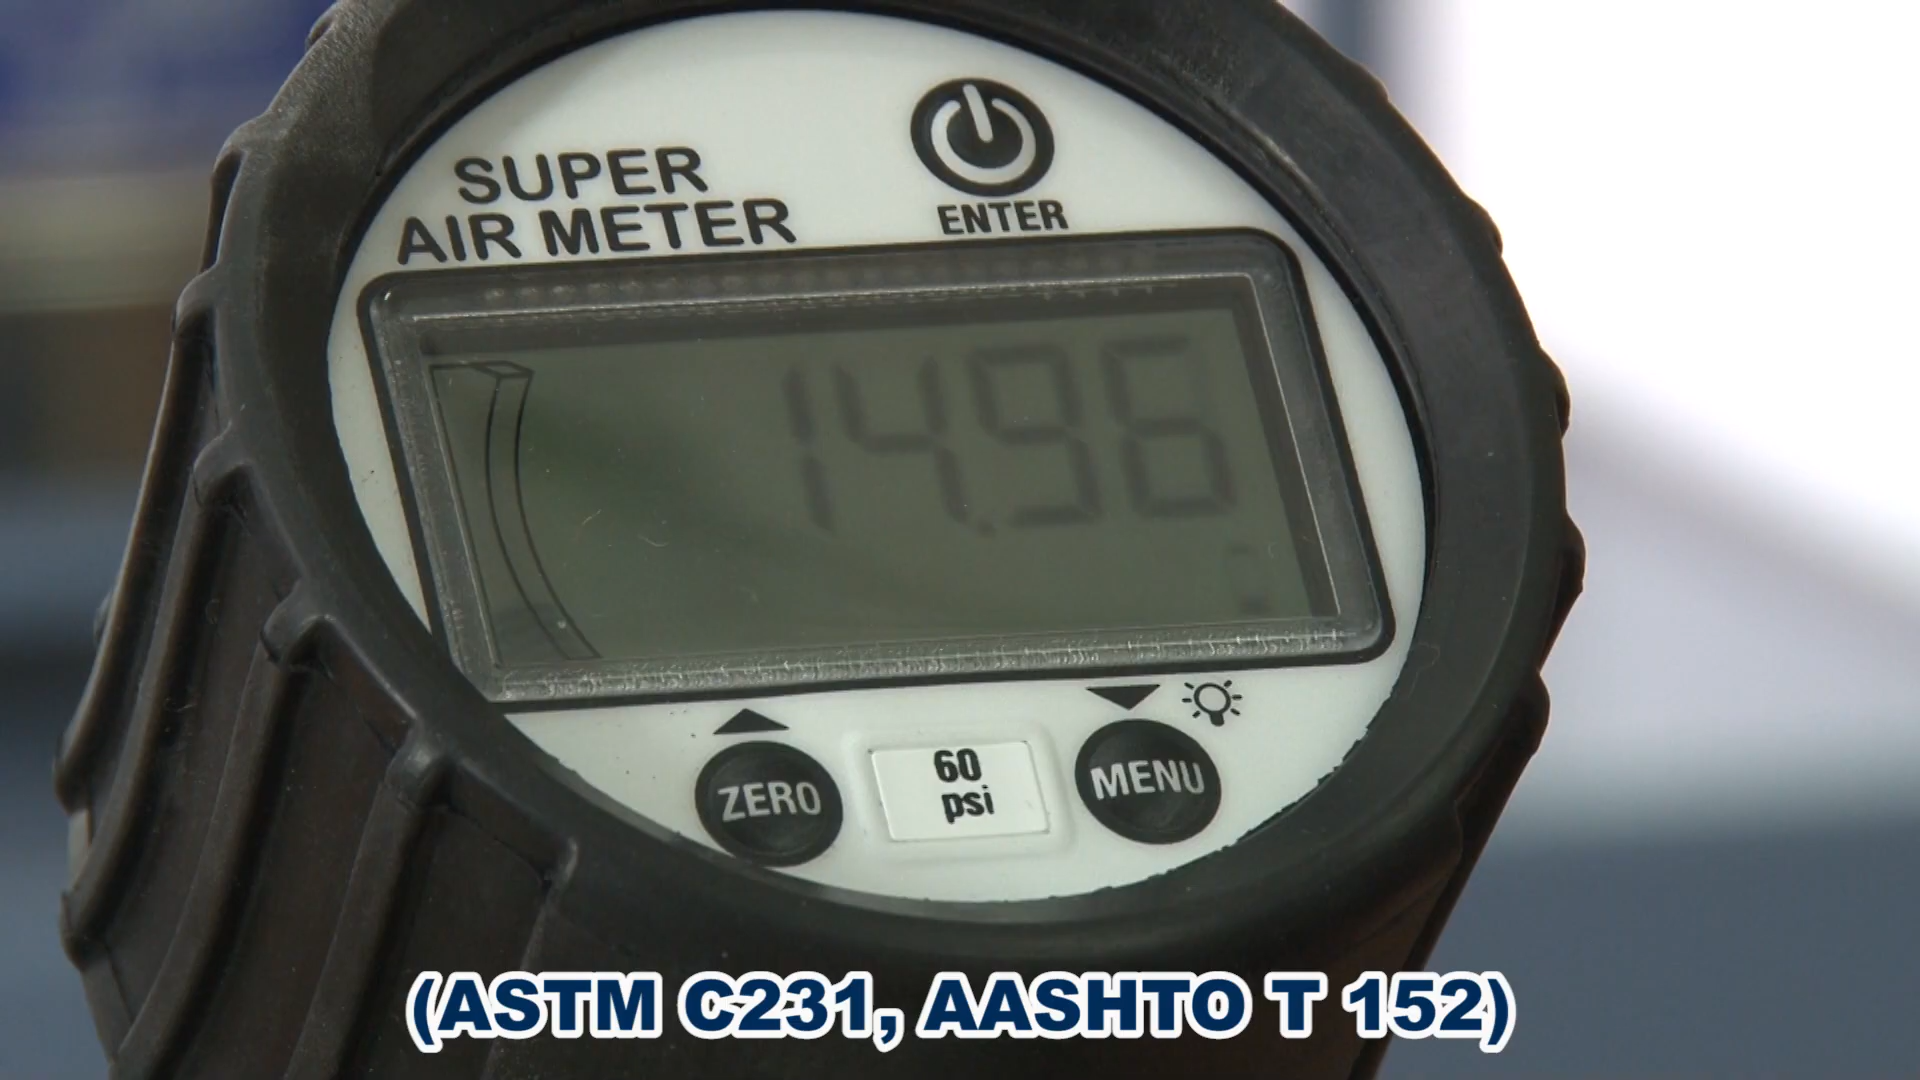 SUPER
AIR METER
ENTER
14.96
ZERO
60
psi
MENU
(ASTM C231, AASHTO T 152)